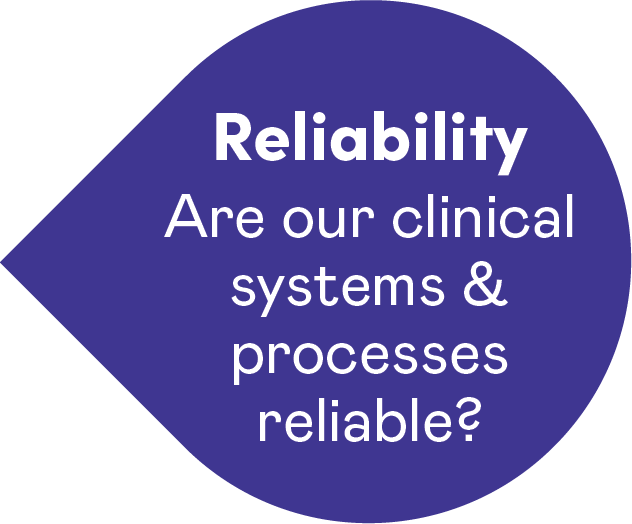 Reliability
Are our clinical
systems &
processes
reliable?